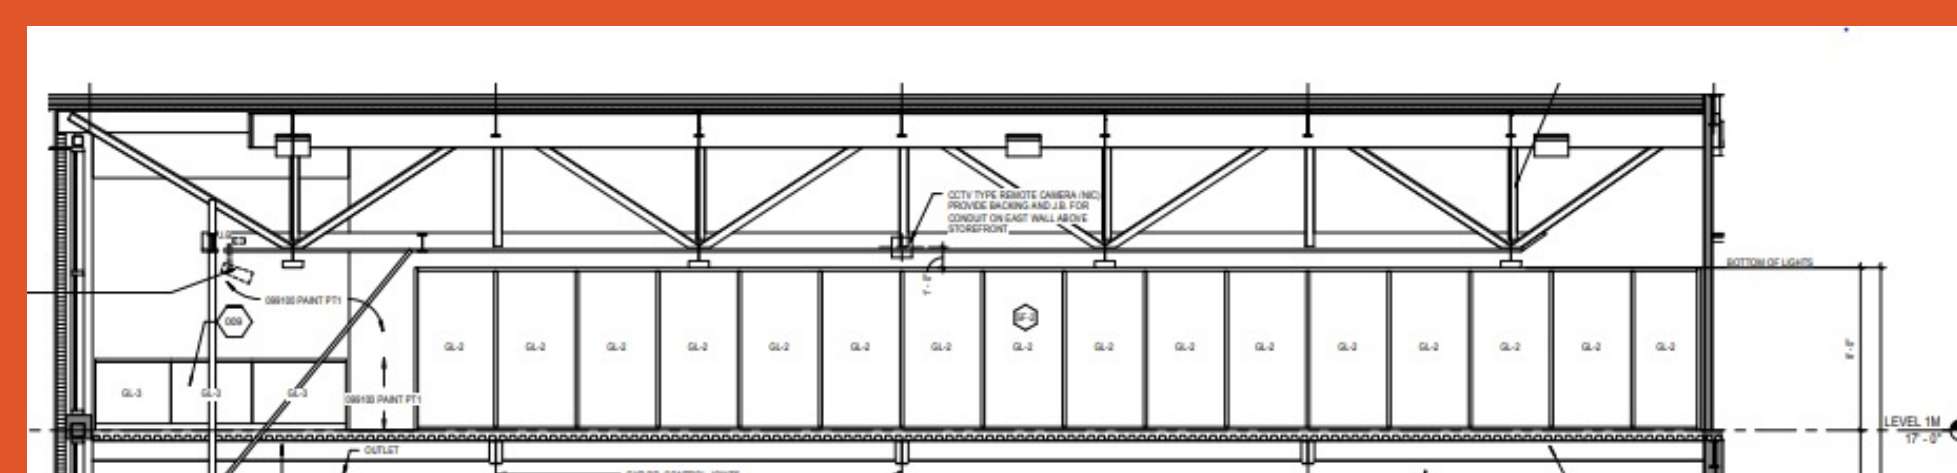 CCTV TYPE REMOTE CAMERA (NIC)
PROVIDE BACKING AND J.B. FOR
CONDUIT ON EAST WALL ABOVE
STOREFRONT
J.B.
BOTTOM OF LIGHTS
1' - 0"
099100 PAINT PT1
009
SF-2
GL-2 GL-2 GL-2 GL-2 GL-2 GL-2 GL-2 GL-2 GL-2 GL-2 GL-2 GL-2 GL-2 GL-2 GL-2 GL-2
GL-3 GL-3 GL-3
099100 PAINT PT1
LEVEL 1M
17' - 0"
OUTLET